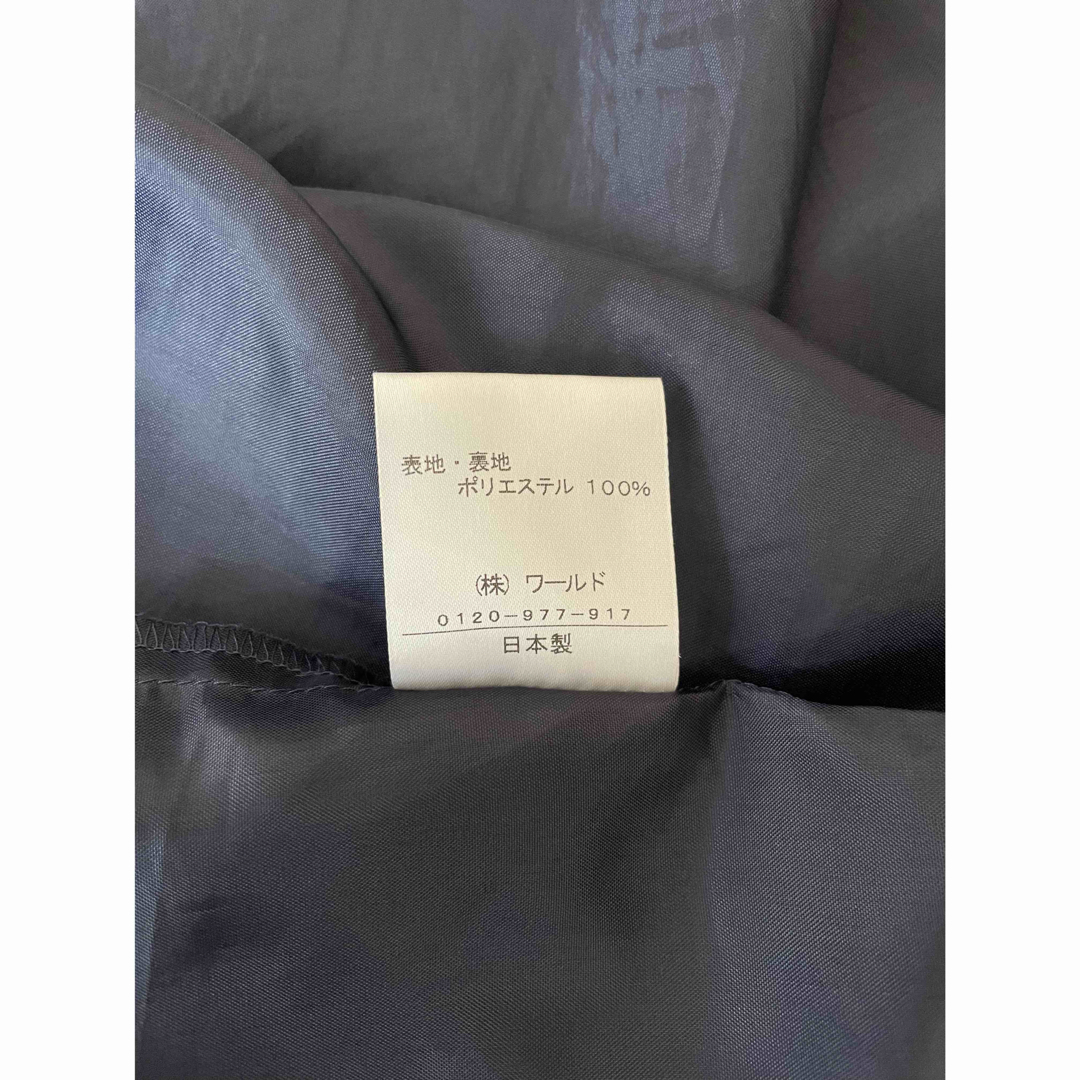 表地・裏地
ポリエステル 100%
(株) ワールド
0120-977-917
日本製